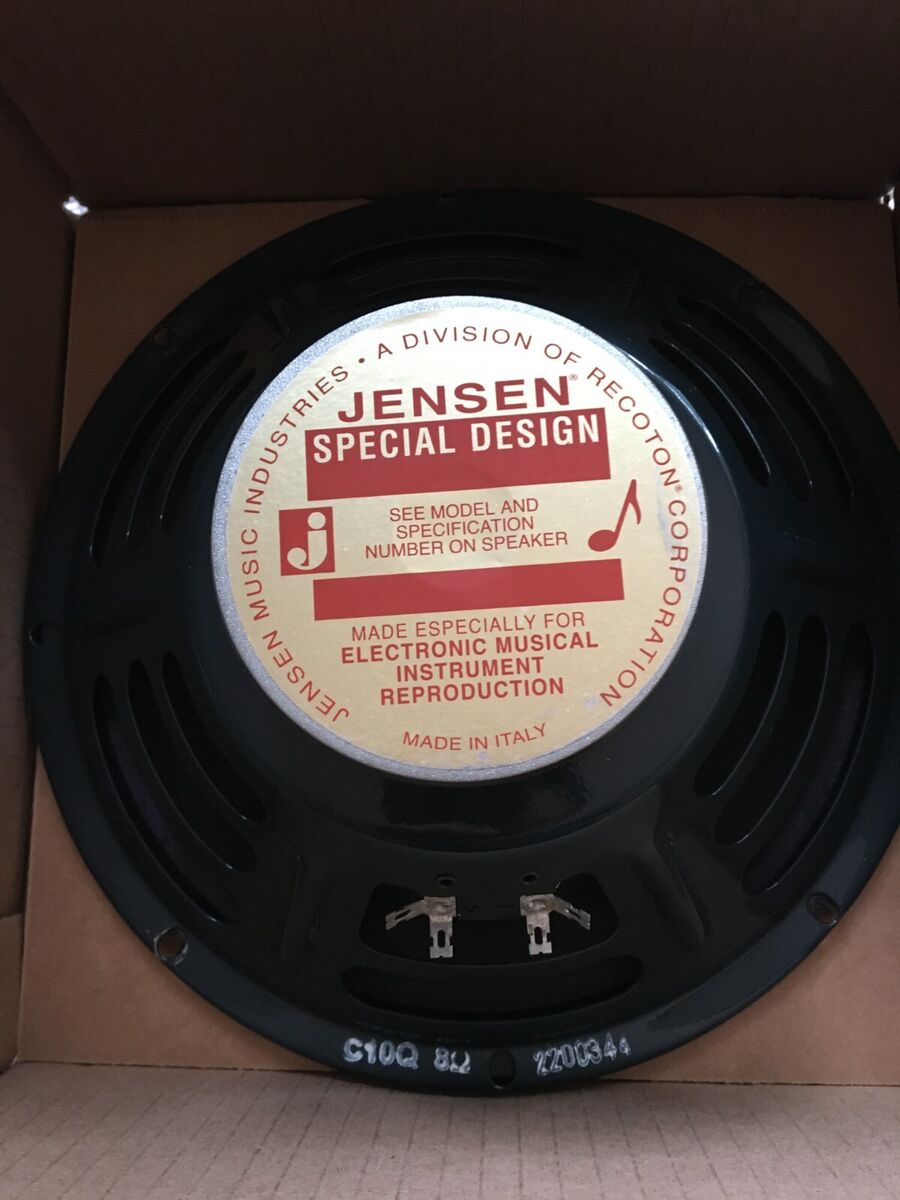 JENSEN MUSIC INDUSTRIES • A DIVISION OF RECOTON® CORPORATION
JENSEN®
SPECIAL DESIGN
j
SEE MODEL AND
SPECIFICATION
NUMBER ON SPEAKER
MADE ESPECIALLY FOR
ELECTRONIC MUSICAL
INSTRUMENT
REPRODUCTION
MADE IN ITALY
+ −
C10Q 8Ω 2200344